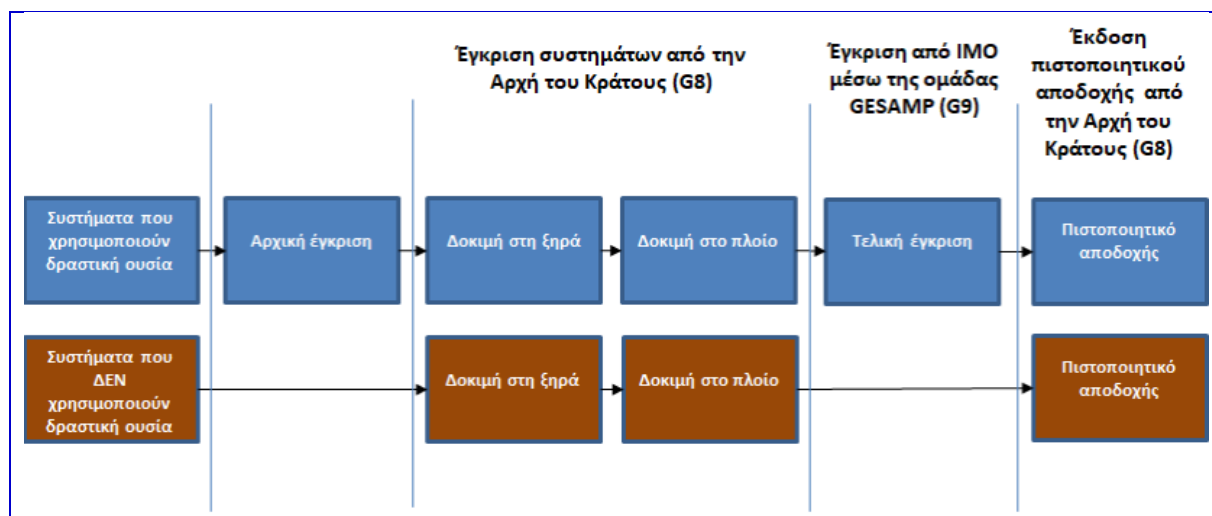 Έγκριση συστημάτων από την
Αρχή του Κράτους (G8)
Έγκριση από ΙΜΟ
μέσω της ομάδας
GESAMP (G9)
Έκδοση
πιστοποιητικού
αποδοχής από
την Αρχή του
Κράτους (G8)
Συστήματα που
χρησιμοποιούν
δραστική ουσία
Αρχική έγκριση
Δοκιμή στη ξηρά
Δοκιμή στο πλοίο
Τελική έγκριση
Πιστοποιητικό
αποδοχής
Συστήματα που
ΔΕΝ
χρησιμοποιούν
δραστική ουσία
Δοκιμή στη ξηρά
Δοκιμή στο πλοίο
Πιστοποιητικό
αποδοχής